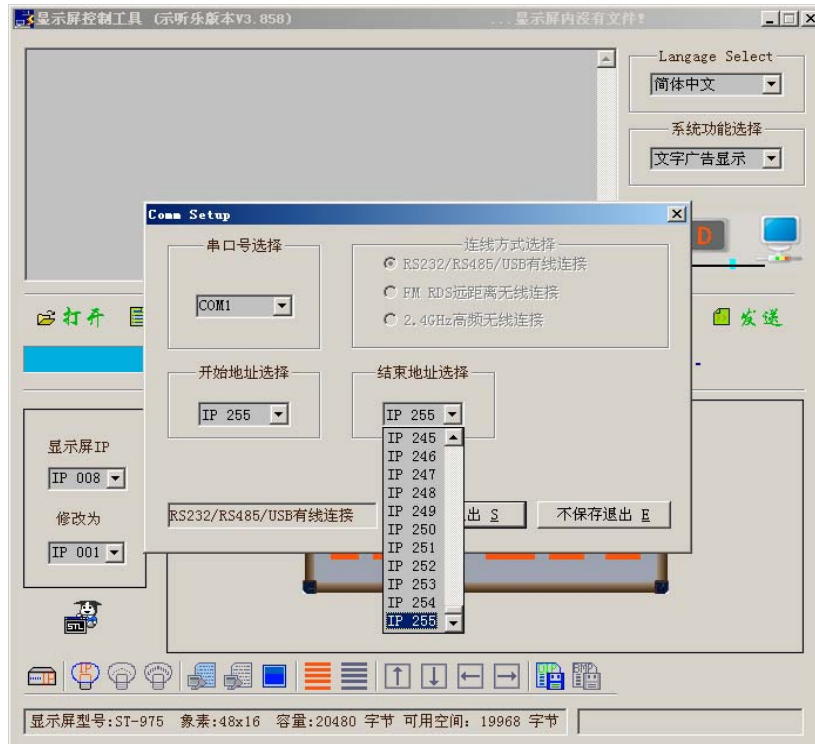 显示屏控制工具 (示听乐版本V3.858)
...显示屏内没有文件!
Langage Select
简体中文
系统功能选择
文字广告显示
Comm Setup
串口号选择
COM1
连线方式选择
RS232/RS485/USB有线连接
FM RDS远距离无线连接
2.4GHz高频无线连接
D
打开
发送
开始地址选择
IP 255
结束地址选择
IP 255
IP 245
IP 246
IP 247
IP 248
IP 249
IP 250
IP 251
IP 252
IP 253
IP 254
IP 255
显示屏IP
IP 008
修改为
IP 001
RS232/RS485/USB有线连接
出 S
不保存退出 E
STL
IP
BMP
显示屏型号:ST-975 象素:48x16 容量:20480 字节 可用空间: 19968 字节